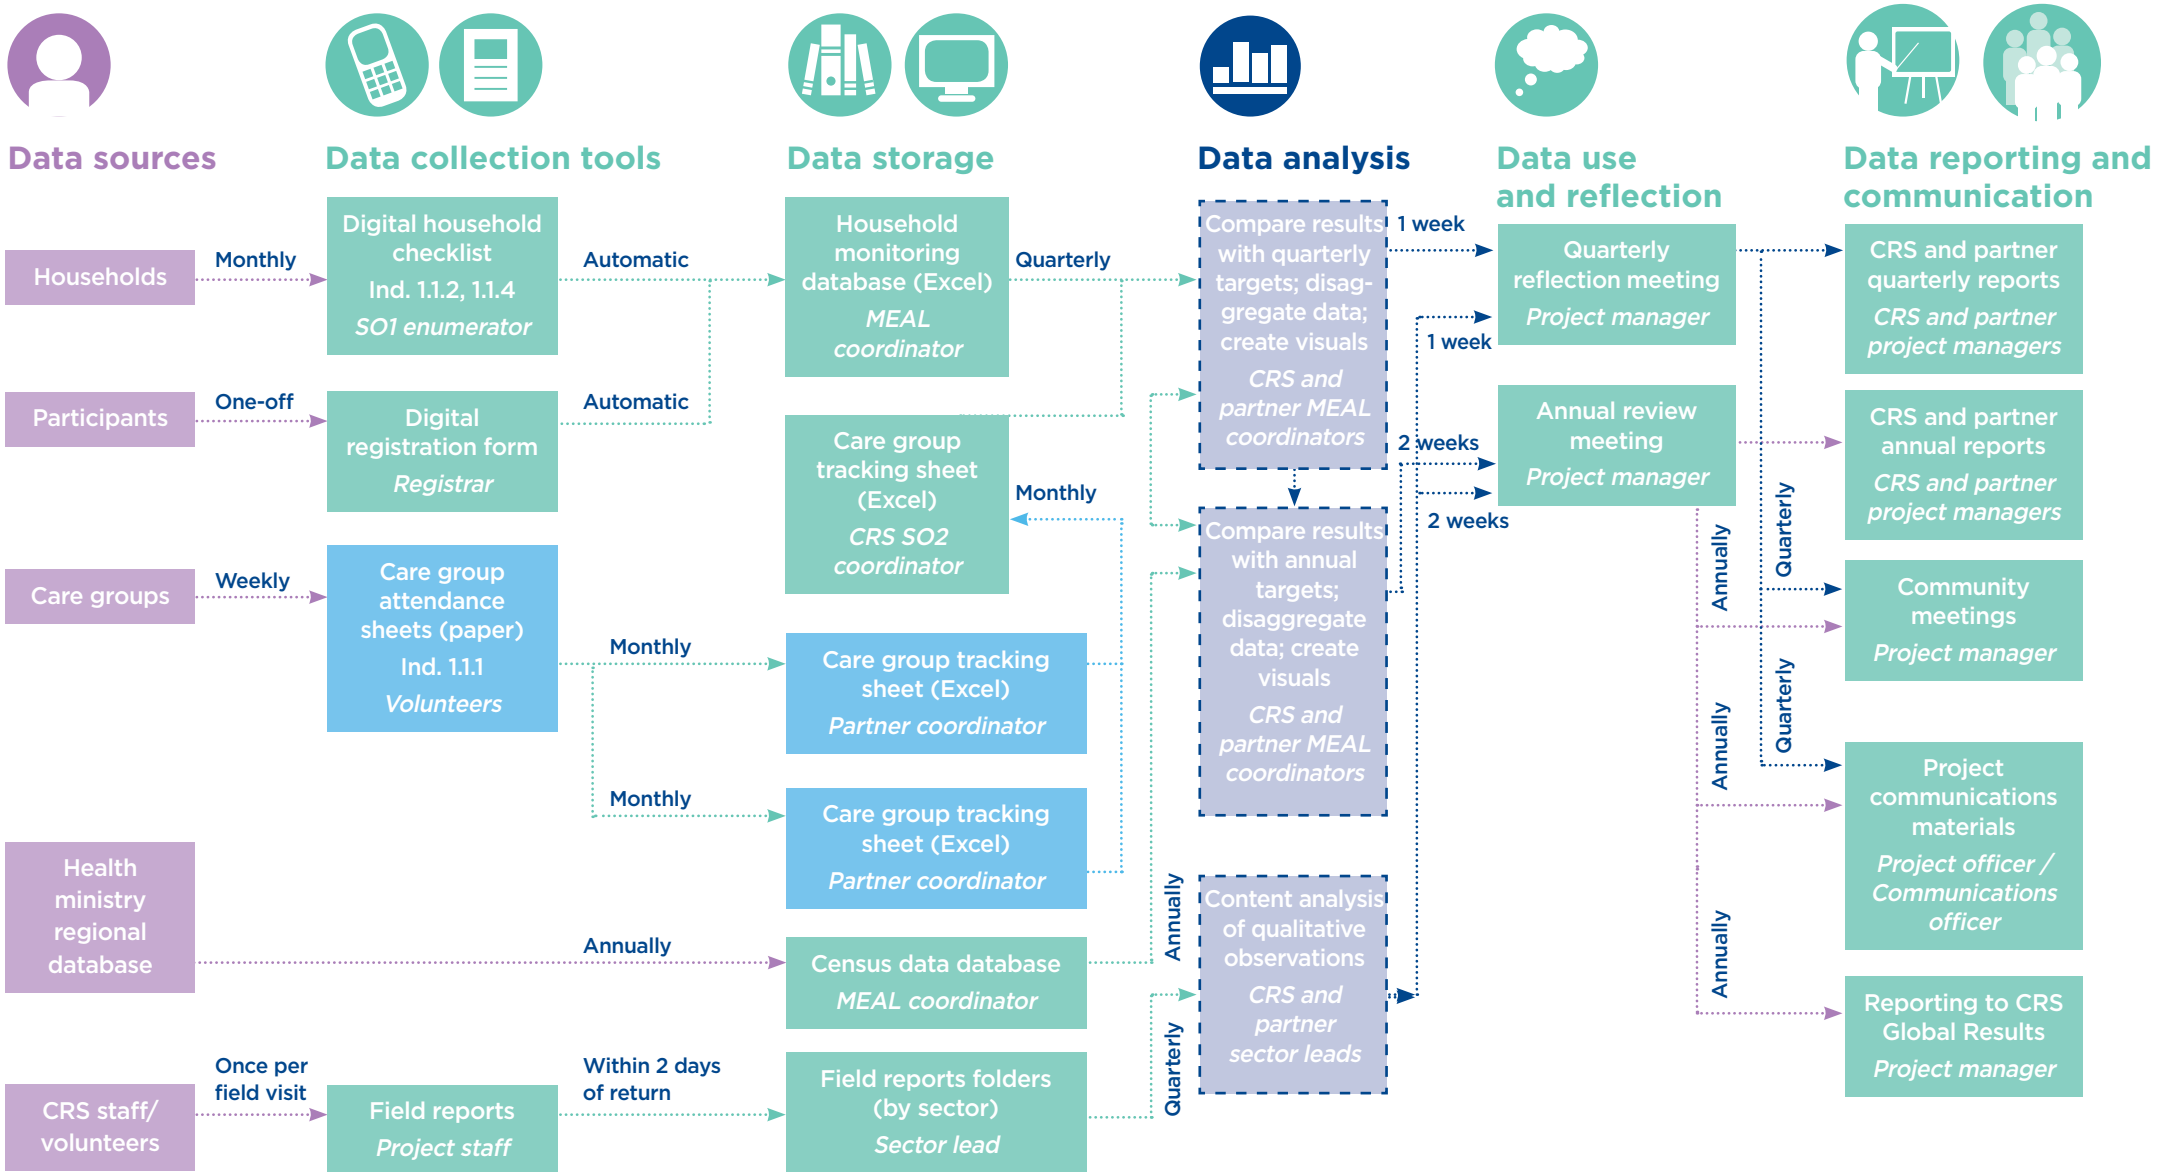 Data sources
Data collection tools
Data storage
Data analysis
Data use
and reflection
Data reporting and
communication
Households
Monthly
Digital household
checklist
Ind. 1.1.2, 1.1.4
SO1 enumerator
Automatic
Household
monitoring
database (Excel)
MEAL
coordinator
Quarterly
Compare results
with quarterly
targets; disag-
gregate data;
create visuals
CRS and
partner MEAL
coordinators
1 week
1 week
Quarterly
reflection meeting
Project manager
CRS and partner
quarterly reports
CRS and partner
project managers
Participants
One-off
Digital
registration form
Registrar
Automatic
Care group
tracking sheet
(Excel)
CRS SO2
coordinator
Monthly
2 weeks
2 weeks
Annual review
meeting
Project manager
CRS and partner
annual reports
CRS and partner
project managers
Care groups
Weekly
Care group
attendance
sheets (paper)
Ind. 1.1.1
Volunteers
Monthly
Care group tracking
sheet (Excel)
Partner coordinator
Monthly
Care group tracking
sheet (Excel)
Partner coordinator
Compare results
with annual
targets;
disaggregate
data; create
visuals
CRS and
partner MEAL
coordinators
Annually
Quarterly
Community
meetings
Project manager
Annually
Quarterly
Project
communications
materials
Project officer /
Communications
officer
Health
ministry
regional
database
Annually
Census data database
MEAL coordinator
Annually
Content analysis
of qualitative
observations
CRS and
partner
sector leads
Annually
Reporting to CRS
Global Results
Project manager
CRS staff/
volunteers
Once per
field visit
Field reports
Project staff
Within 2 days
of return
Field reports folders
(by sector)
Sector lead
Quarterly